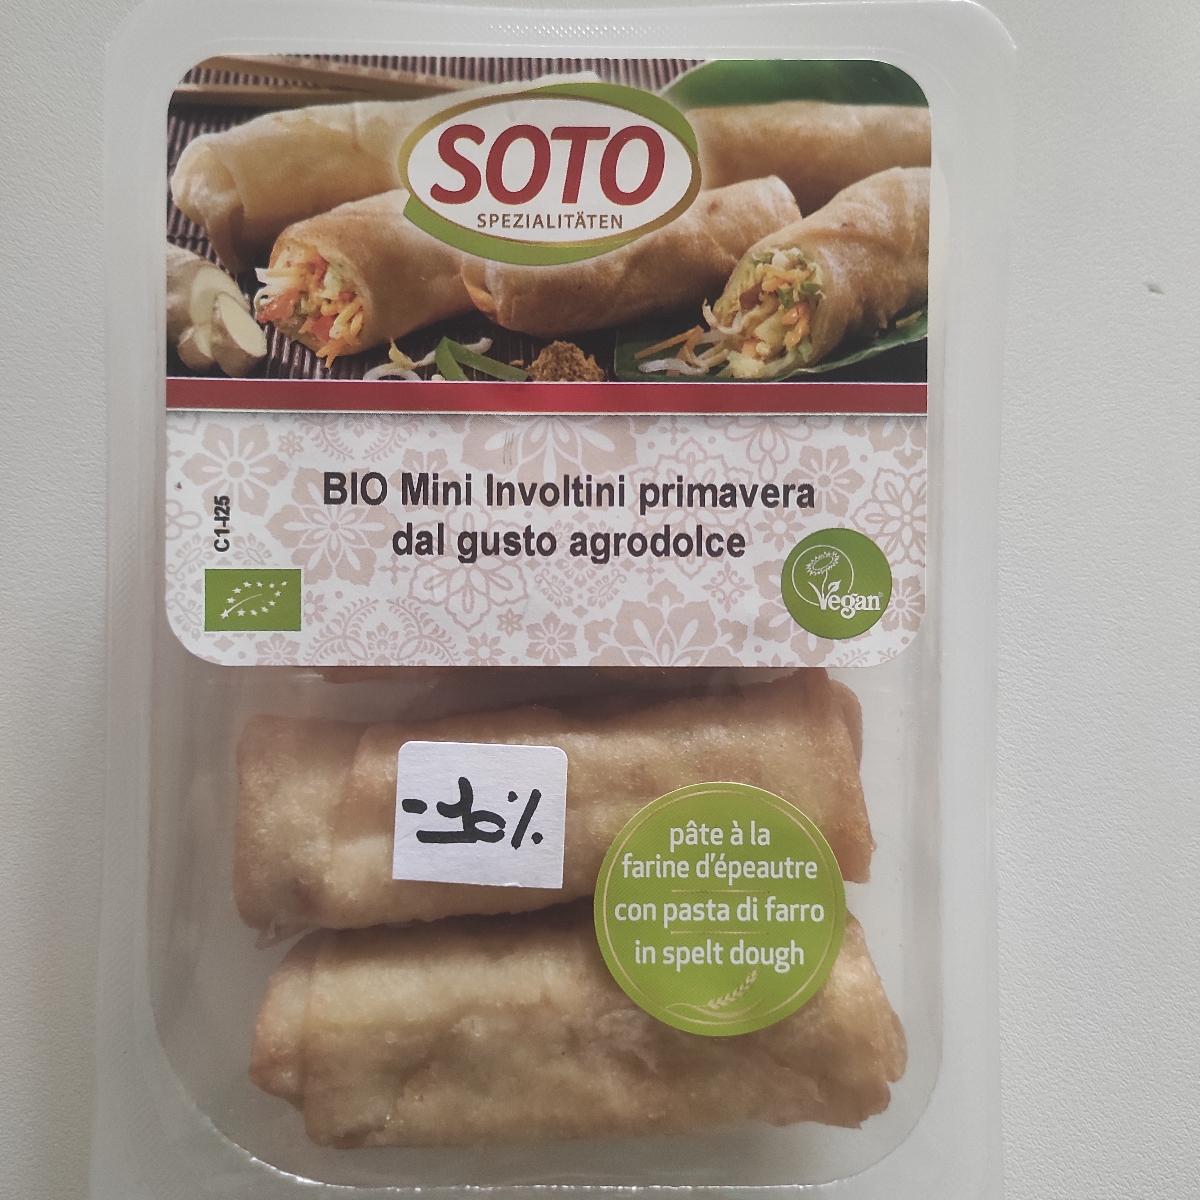 SOTO
SPEZIALITÄTEN
BIO Mini Involtini primavera
dal gusto agrodolce
C1-I25
Vegan
pâte à la
farine d'épeautre
con pasta di farro
in spelt dough